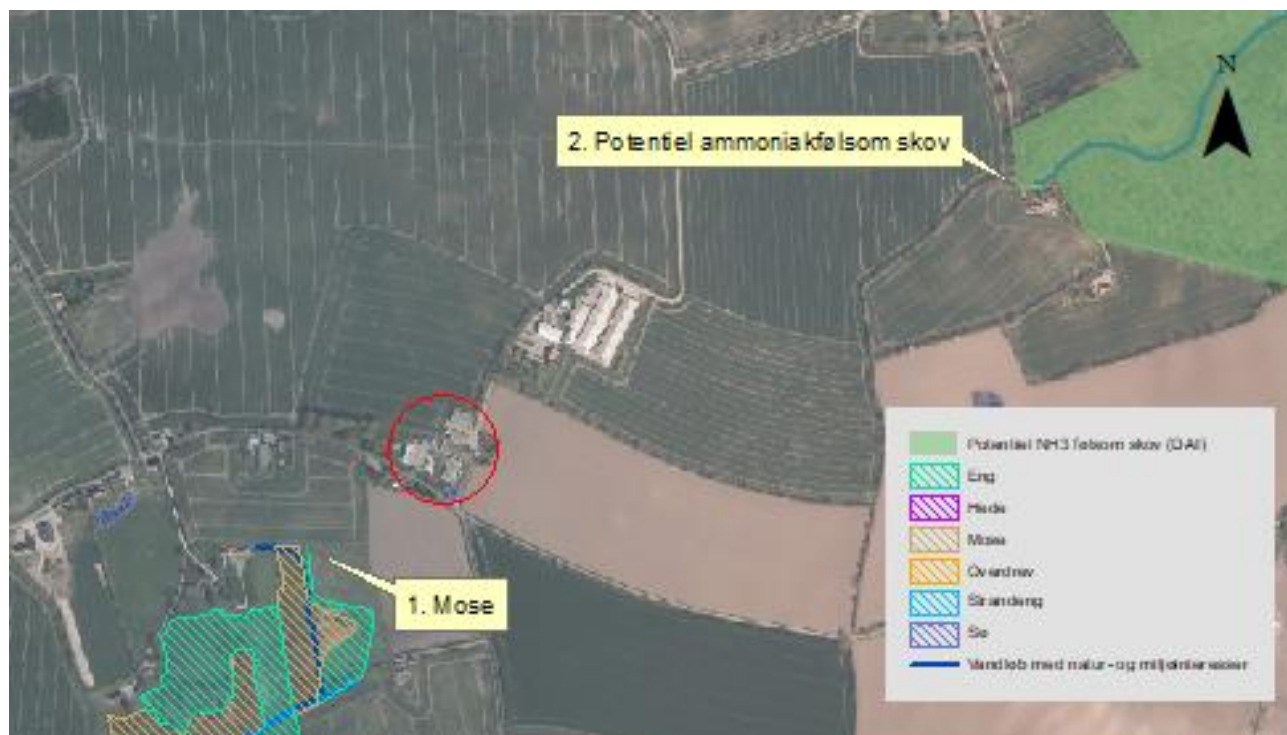 N
2. Potentiel ammoniakfølsom skov
1. Mose
Potentiel NH3 følsom skov (DAI)
Eng
Hede
Mose
Overdrev
Strandeng
Sø
Vandløb med natur- og miljøinteresser